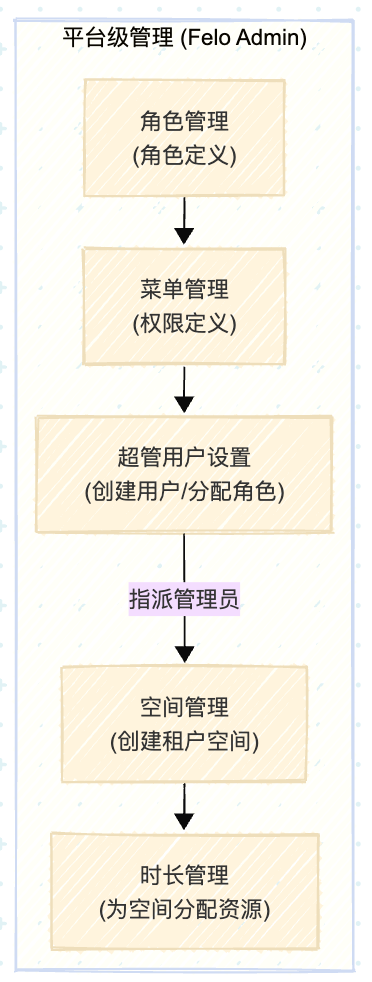 平台级管理 (Felo Admin)
角色管理
(角色定义)
菜单管理
(权限定义)
超管用户设置
(创建用户/分配角色)
指派管理员
空间管理
(创建租户空间)
时长管理
(为空间分配资源)